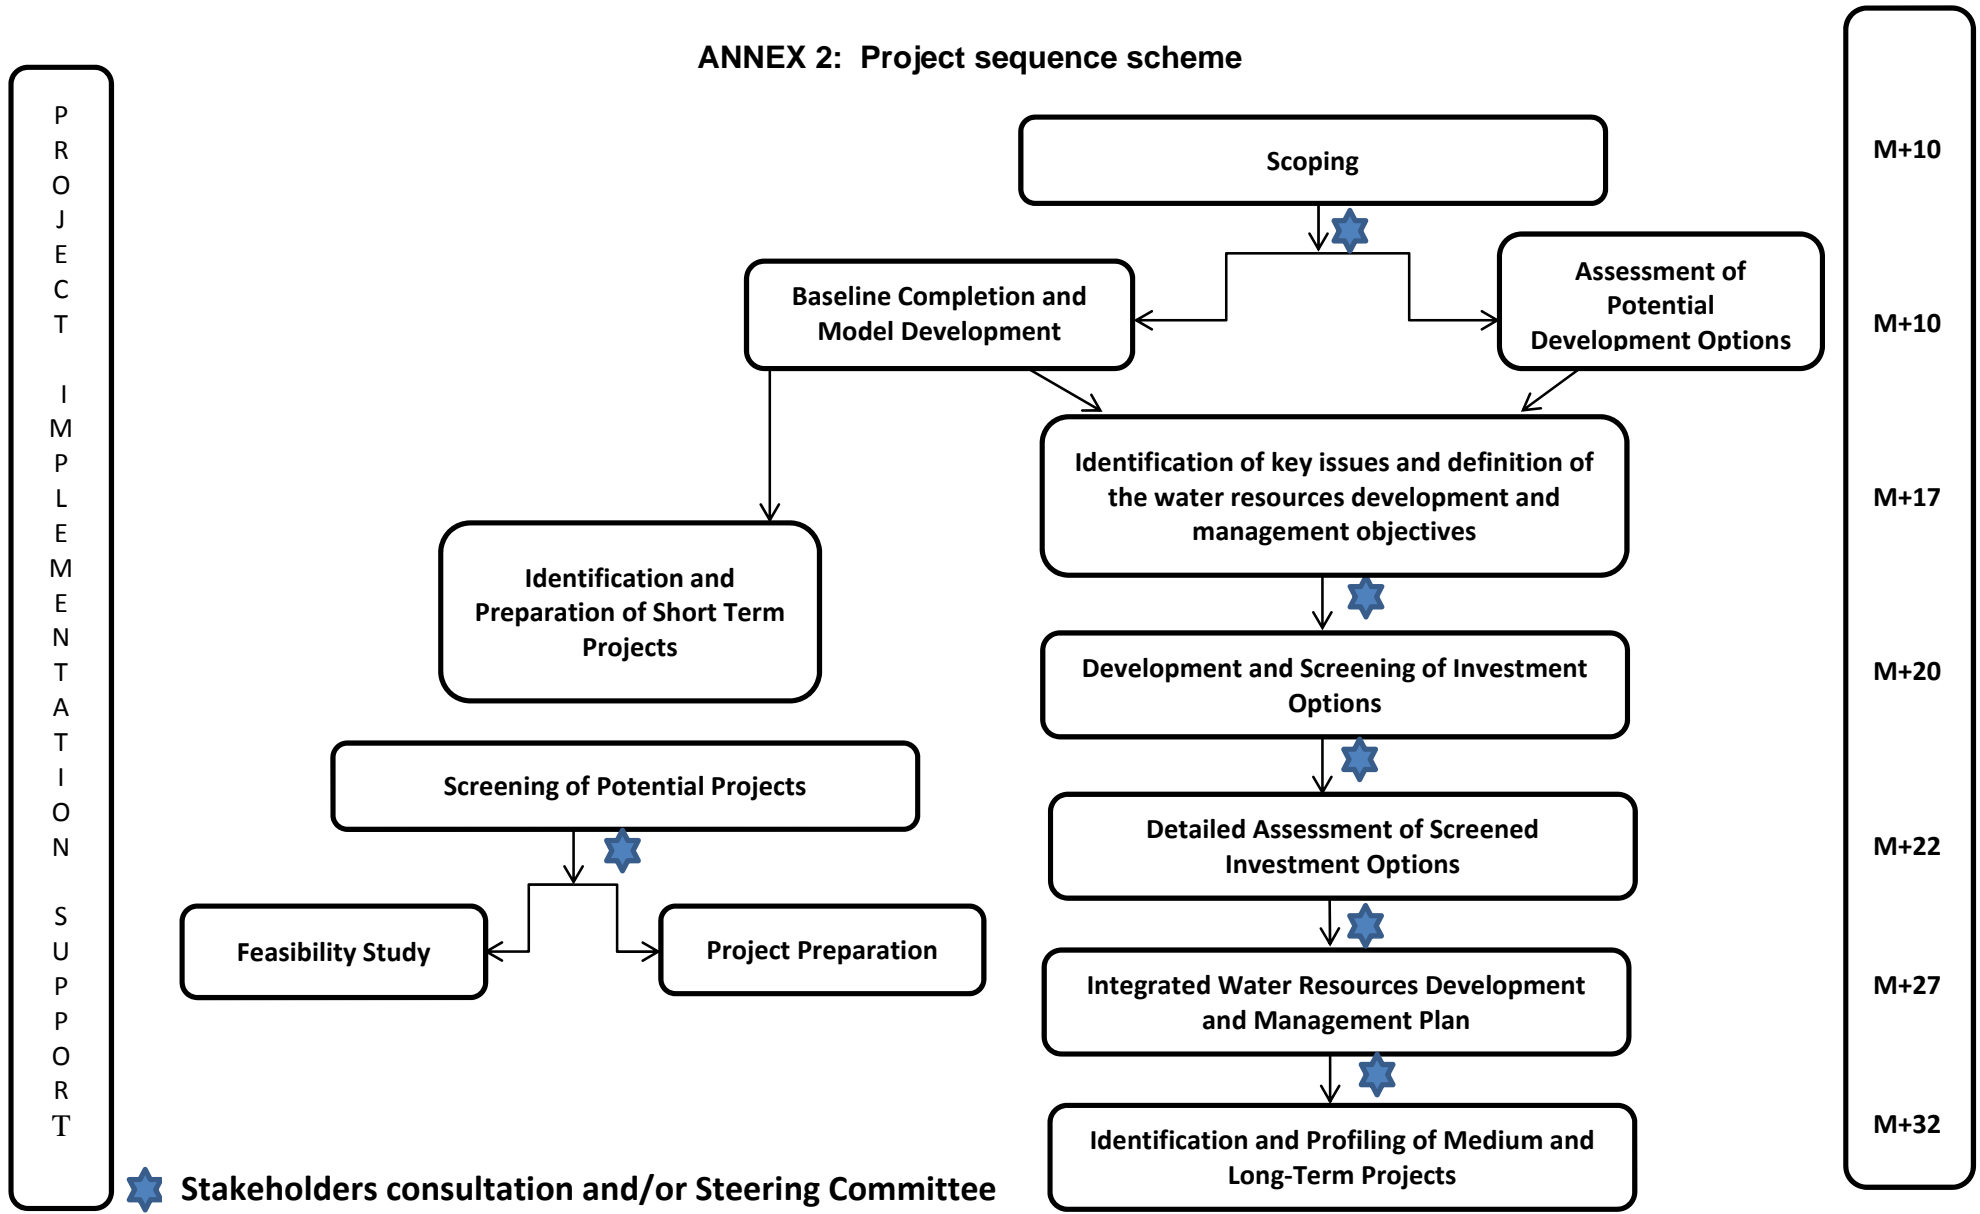 ANNEX 2: Project sequence scheme
P
R
O
J
E
C
T
I
M
P
L
E
M
E
N
T
A
T
I
O
N
S
U
P
P
O
R
T
Scoping
Baseline Completion and
Model Development
Assessment of
Potential
Development Options
Identification of key issues and definition of
the water resources development and
management objectives
Identification and
Preparation of Short Term
Projects
Development and Screening of Investment
Options
Screening of Potential Projects
Detailed Assessment of Screened
Investment Options
Feasibility Study
Project Preparation
Integrated Water Resources Development
and Management Plan
Identification and Profiling of Medium and
Long-Term Projects
Stakeholders consultation and/or Steering Committee
M+10
M+10
M+17
M+20
M+22
M+27
M+32